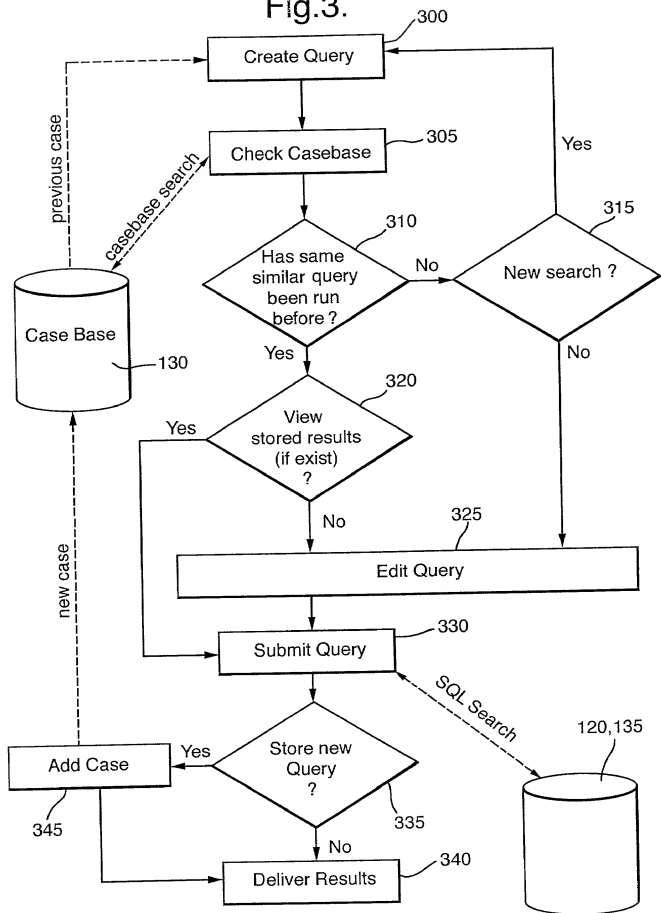 Fig.3.
300
Create Query
305
Check Casebase
Yes
previous case
casebase search
310
315
Has same
similar query
been run
before ?
No
New search ?
Case Base
130
Yes
No
320
Yes
View
stored results
(if exist)
?
No
325
Edit Query
new case
330
Submit Query
SQL Search
120,135
Yes
Store new
Query
?
Add Case
335
345
No
340
Deliver Results